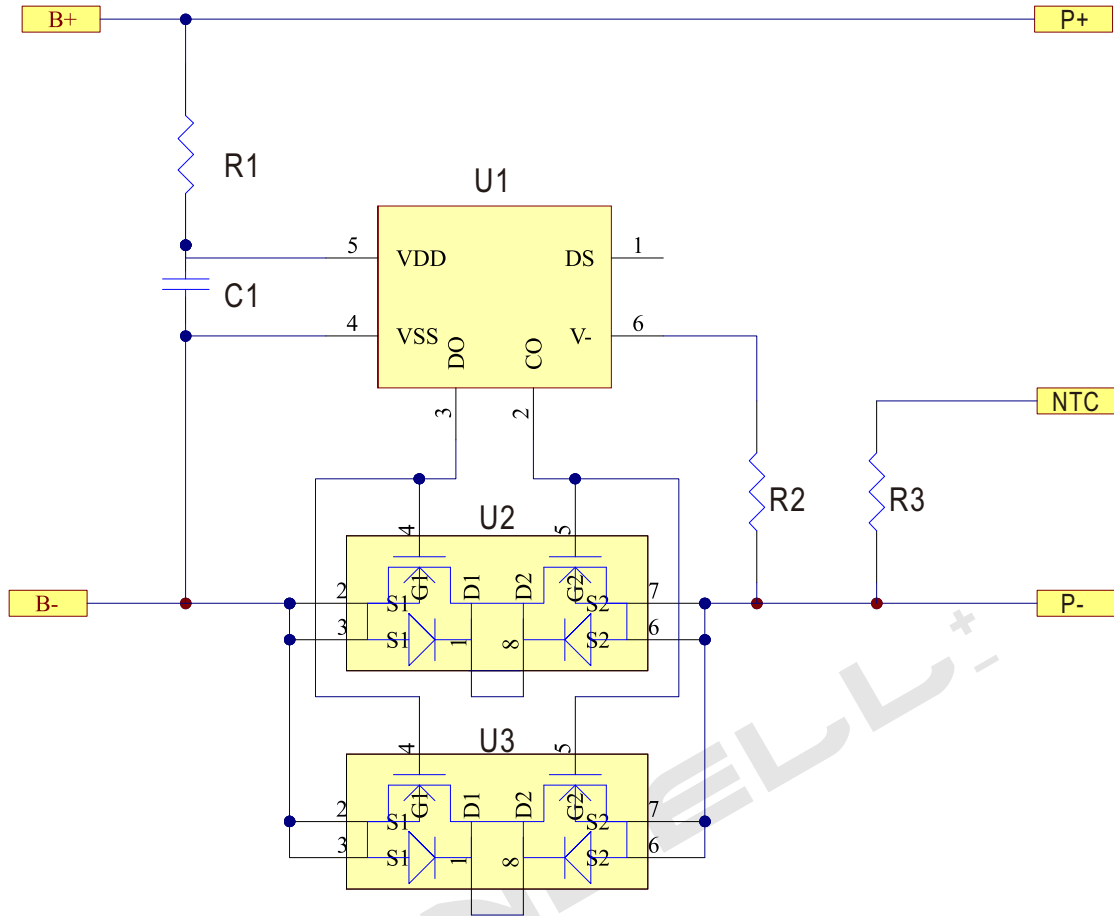 B+ P+
R1
U1
5 VDD DS 1
C1
4 VSS V- 6
DO CO
3 2
NTC
R2 R3
U2
4 5
G1 D1 D2 G2
B- 2 S1 S2 7 P-
3 S1 1 8 S2 6
U3
4 5
G1 D1 D2 G2
2 S1 S2 7
3 S1 1 8 S2 6
ELL+-